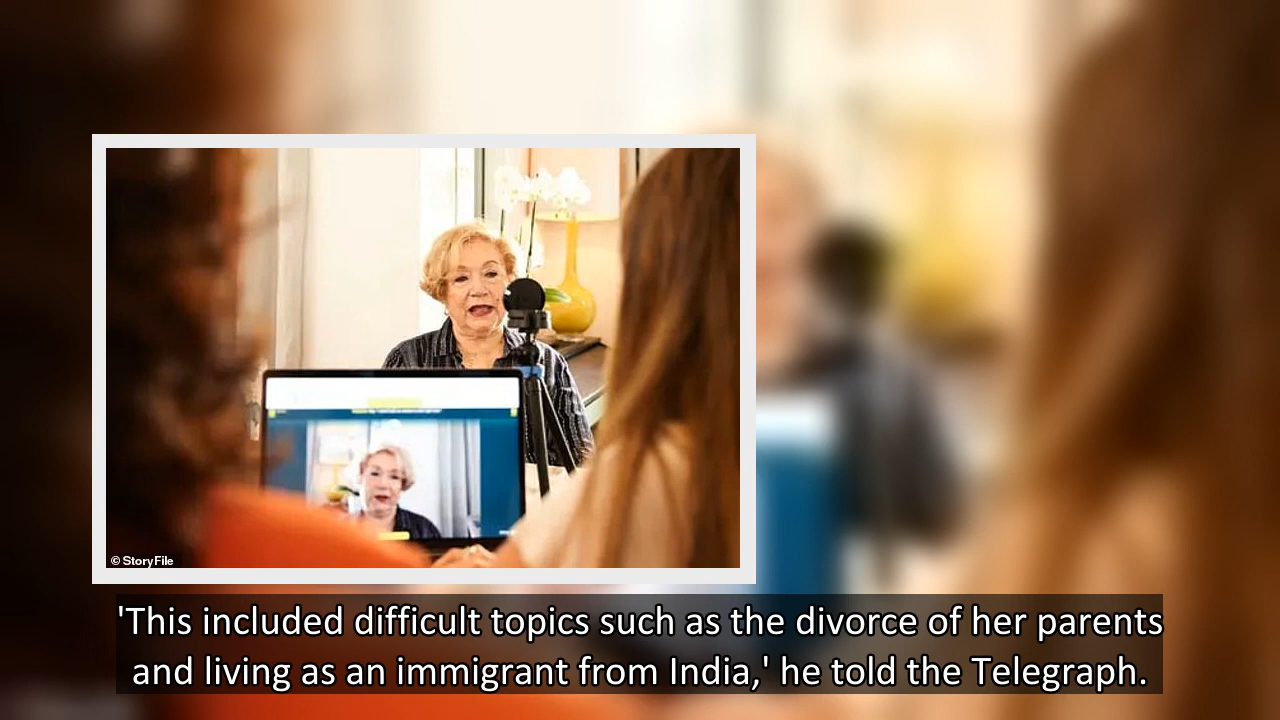 © StoryFile
'This included difficult topics such as the divorce of her parents
and living as an immigrant from India,' he told the Telegraph.